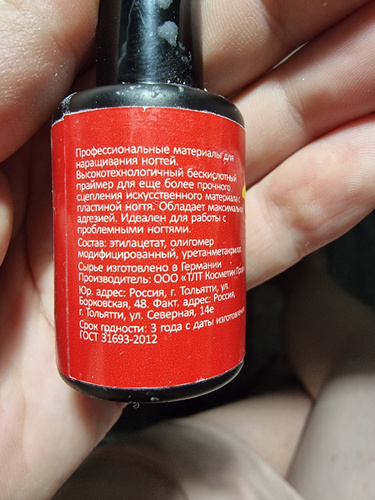 Профессиональные материалы для
наращивания ногтей.
Высокотехнологичный бескислотный
праймер для еще более прочного
сцепления искусственного материала с
пластиной ногтя. Обладает максимальной
адгезией. Идеален для работы с
проблемными ногтями.
Состав: этилацетат, олигомер
модифицированный, уретанметакрилат
Сырье изготовлено в Германии
Производитель: ООО «ТЛТ Косметик
Юр. адрес: Россия, г. Тольятти, ул.
Борковская, 48. Факт. адрес: Россия,
г. Тольятти, ул. Северная, 14е
Срок годности: 3 года с даты изготовления
ГОСТ 31693-2012